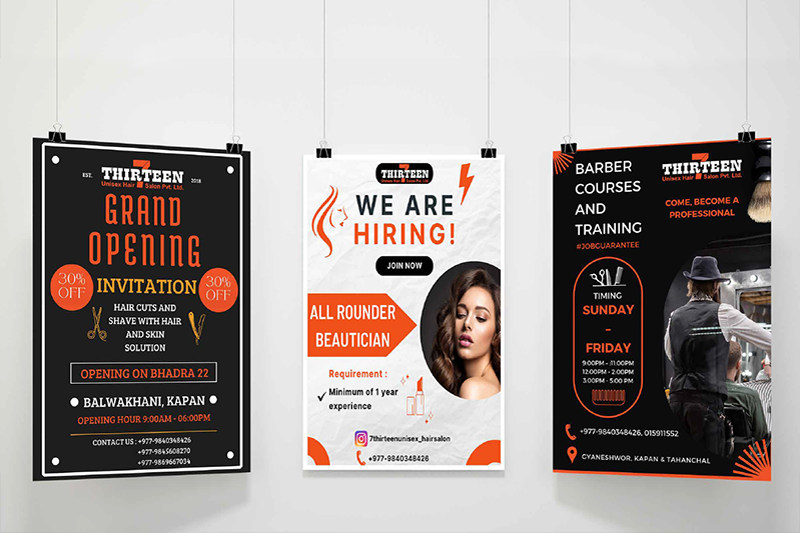 EST. 7 THIRTEEN 2018
Unisex Hair Salon Pvt. Ltd.
GRAND
OPENING
30% OFF
INVITATION
30% OFF
HAIR CUTS AND
SHAVE WITH HAIR
AND SKIN
SOLUTION
OPENING ON BHADRA 22
BALWAKHANI, KAPAN
OPENING HOUR 9:00AM - 06:00PM
CONTACT US : +977-9840348426
+977-9845608270
+977-9869667034
7 THIRTEEN
Unisex Hair Salon Pvt. Ltd.
WE ARE
HIRING!
JOIN NOW
ALL ROUNDER
BEAUTICIAN
Requirement :
Minimum of 1 year
experience
7thirteenunisex_hairsalon
+977-9840348426
BARBER
COURSES
AND
TRAINING
#JOBGUARANTEE
7 THIRTEEN
Unisex Hair Salon Pvt. Ltd.
COME, BECOME A
PROFESSIONAL
TIMING
SUNDAY
-
FRIDAY
9:00PM - 11:00PM
12:00PM - 2:00PM
3:00PM - 5:00 PM
+977-9840348426, 015911552
GYANESHWOR, KAPAN & TAHANCHAL